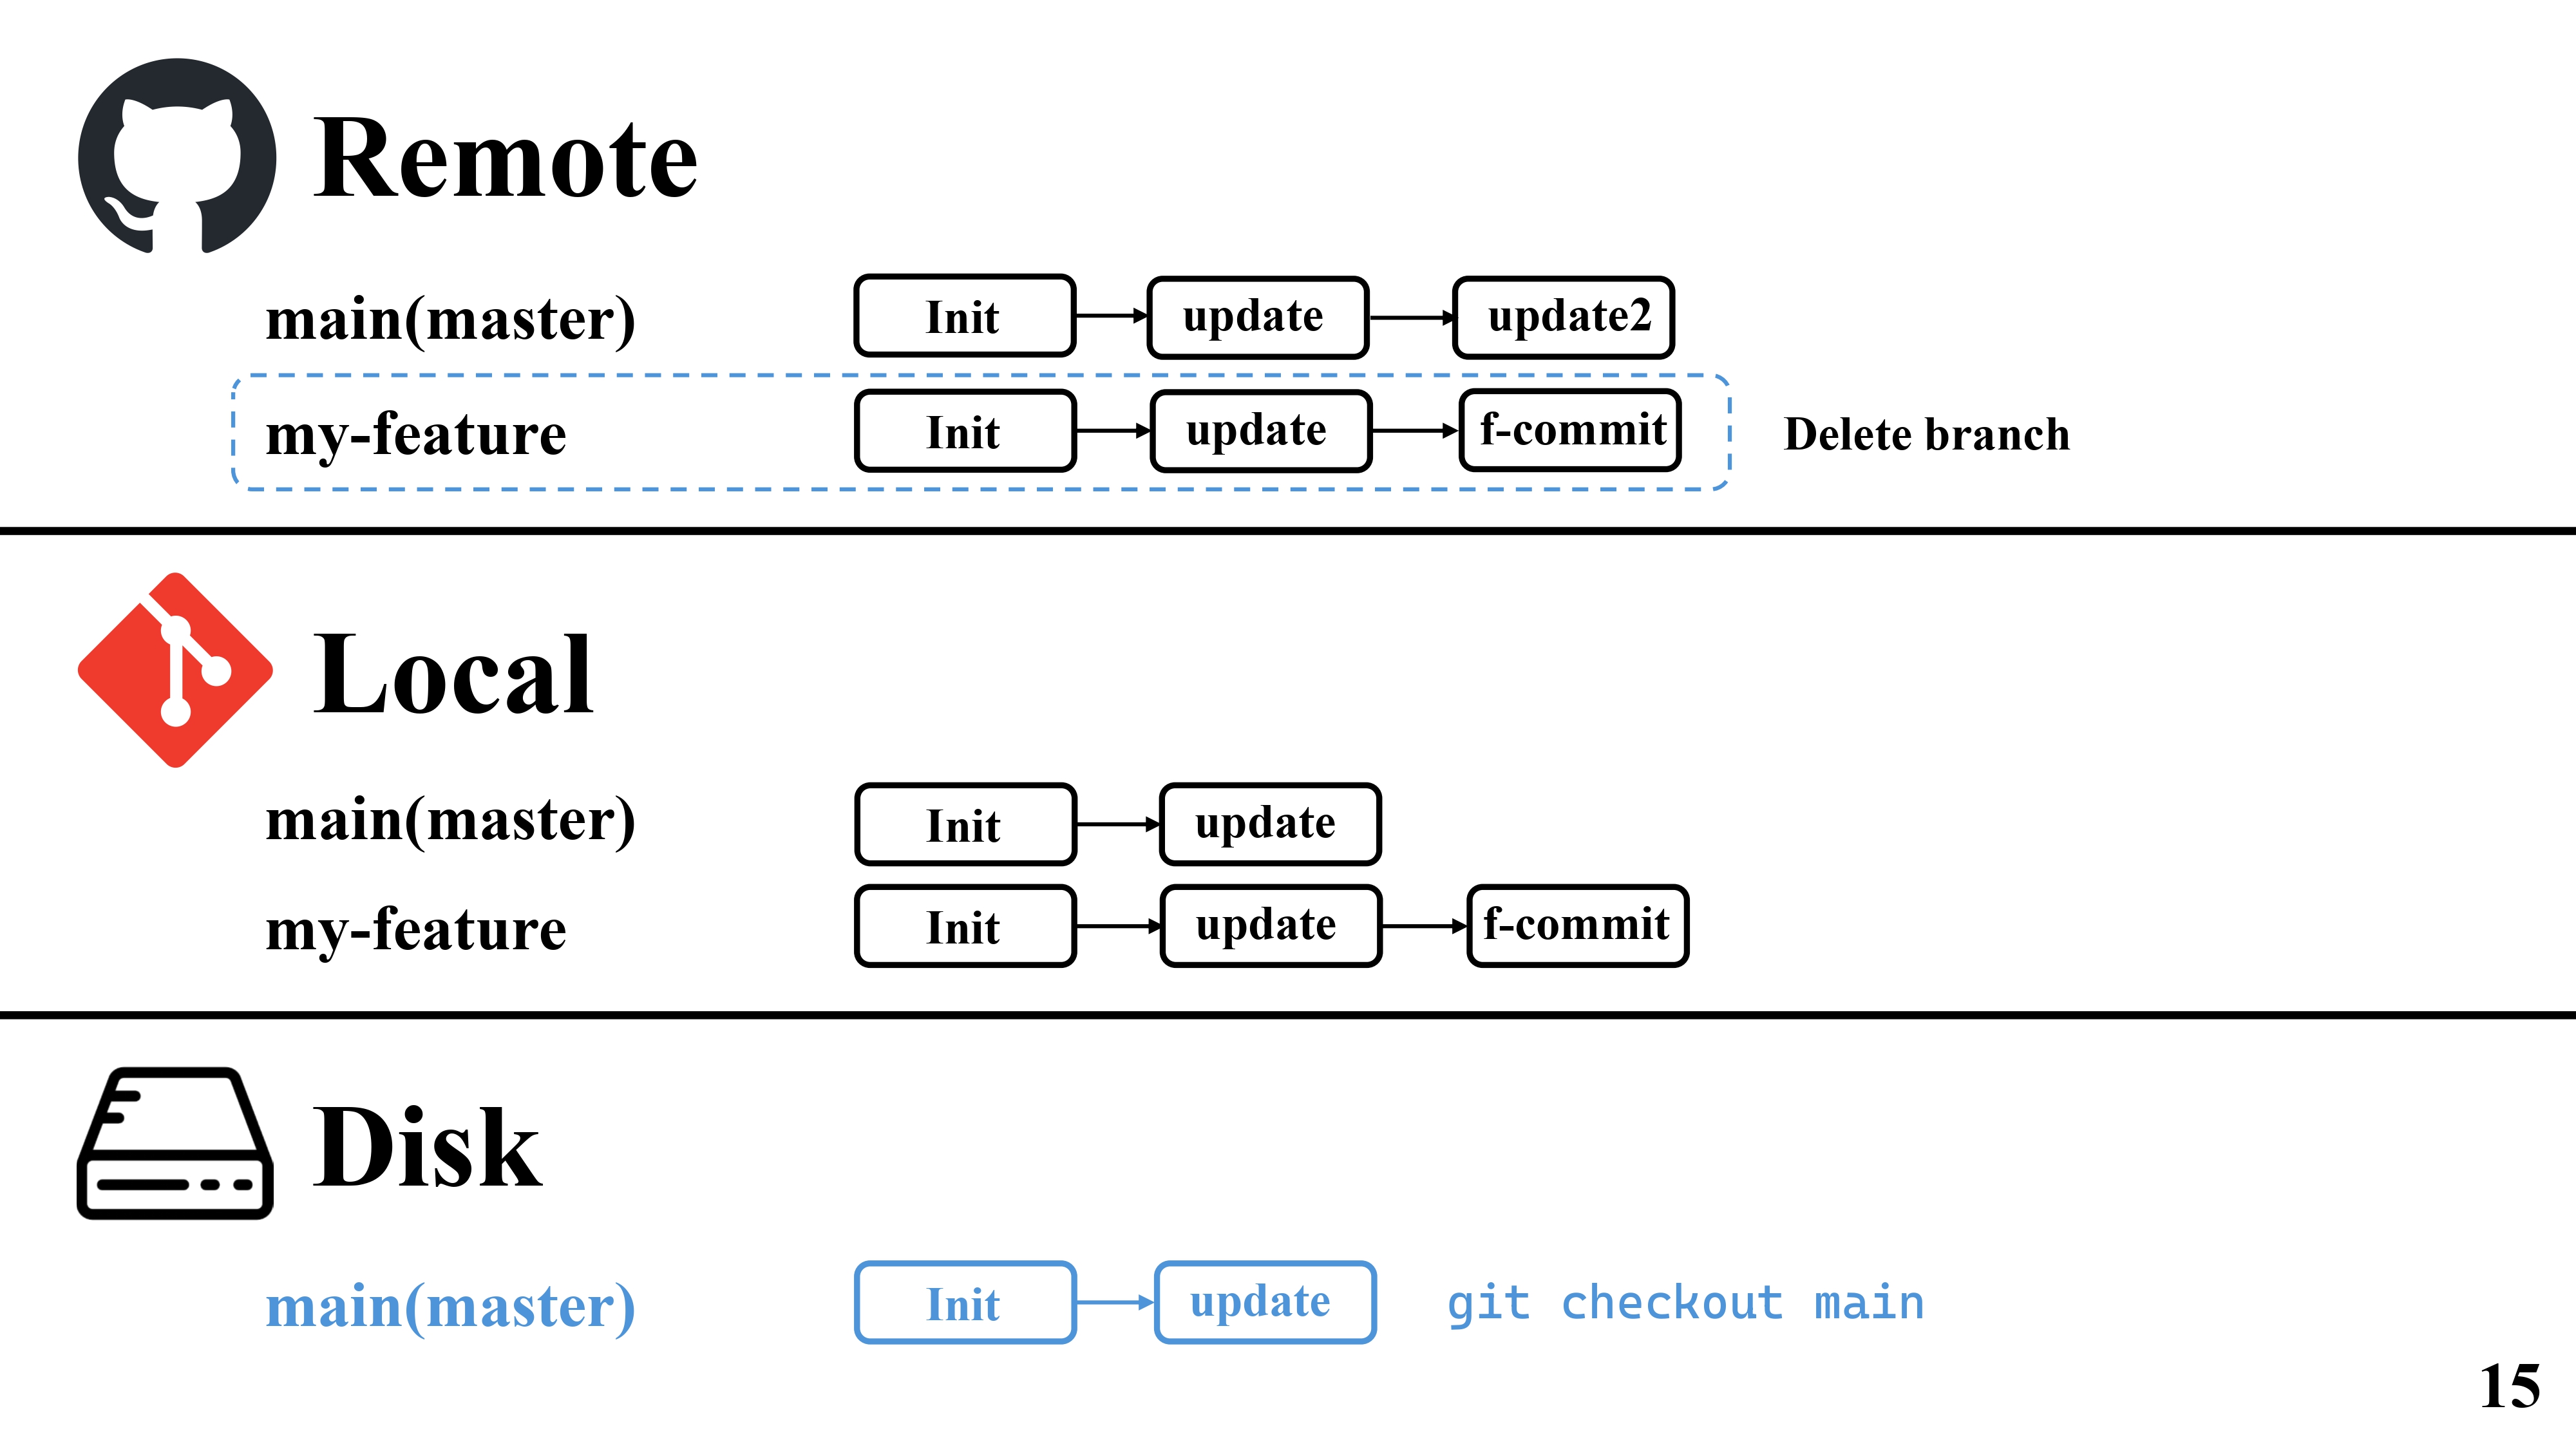 Remote
main(master) Init update update2
my-feature Init update f-commit Delete branch
Local
main(master) Init update
my-feature Init update f-commit
Disk
main(master) Init update git checkout main
15